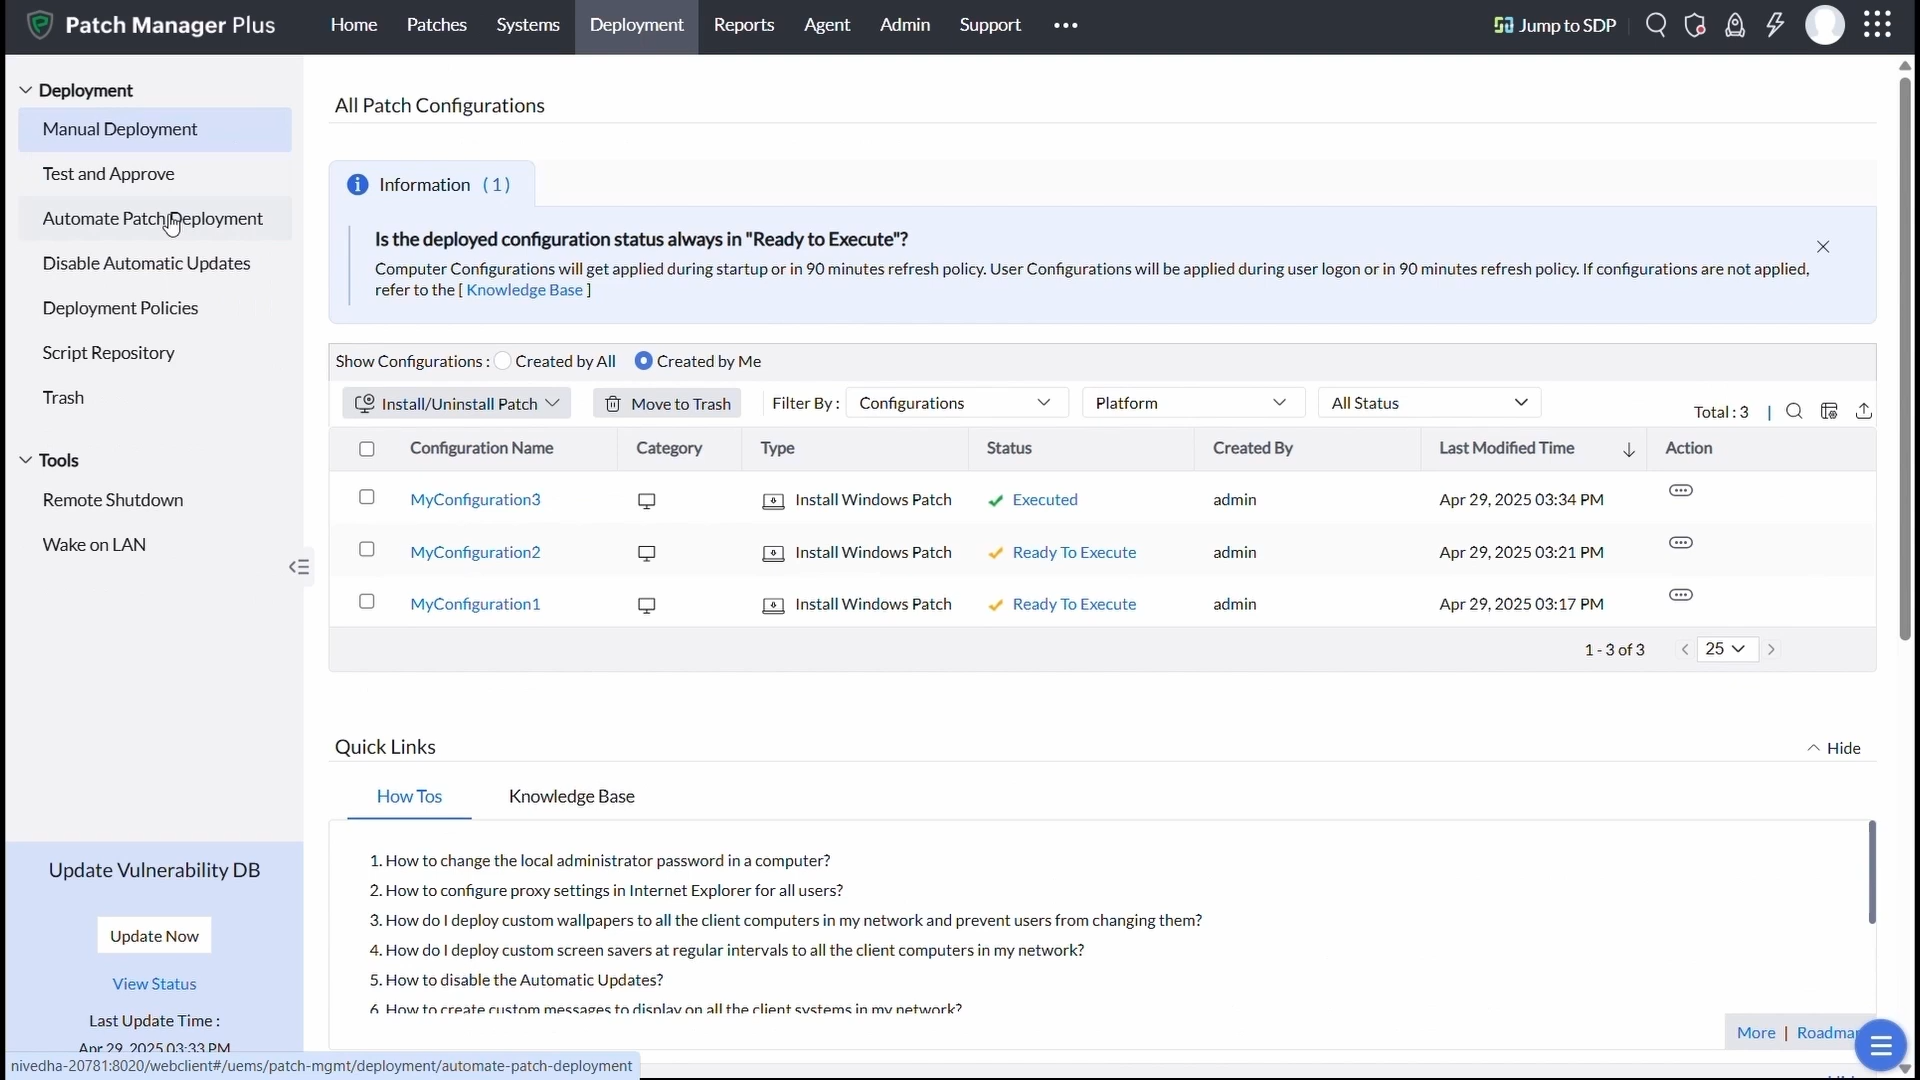 Patch Manager Plus
Home
Patches
Systems
Deployment
Reports
Agent
Admin
Support
Jump to SDP
Deployment
Manual Deployment
Test and Approve
Automate Patch Deployment
Disable Automatic Updates
Deployment Policies
Script Repository
Trash
Tools
Remote Shutdown
Wake on LAN
Update Vulnerability DB
Update Now
View Status
Last Update Time :
Apr 29, 2025 03:33 PM
All Patch Configurations
Information ( 1 )
Is the deployed configuration status always in "Ready to Execute"?
Computer Configurations will get applied during startup or in 90 minutes refresh policy. User Configurations will be applied during user logon or in 90 minutes refresh policy. If configurations are not applied,
refer to the [ Knowledge Base ]
Show Configurations : Created by All Created by Me
Install/Uninstall Patch Move to Trash Filter By : Configurations Platform All Status Total : 3 |
Configuration Name Category Type Status Created By Last Modified Time Action
MyConfiguration3 Install Windows Patch Executed admin Apr 29, 2025 03:34 PM
MyConfiguration2 Install Windows Patch Ready To Execute admin Apr 29, 2025 03:21 PM
MyConfiguration1 Install Windows Patch Ready To Execute admin Apr 29, 2025 03:17 PM
1 - 3 of 3 25
Quick Links Hide
How Tos Knowledge Base
1. How to change the local administrator password in a computer?
2. How to configure proxy settings in Internet Explorer for all users?
3. How do I deploy custom wallpapers to all the client computers in my network and prevent users from changing them?
4. How do I deploy custom screen savers at regular intervals to all the client computers in my network?
5. How to disable the Automatic Updates?
6. How to create custom messages to display on all the client systems in my network?
More | Roadmap
nivedha-20781:8020/webclient#/uems/patch-mgmt/deployment/automate-patch-deployment